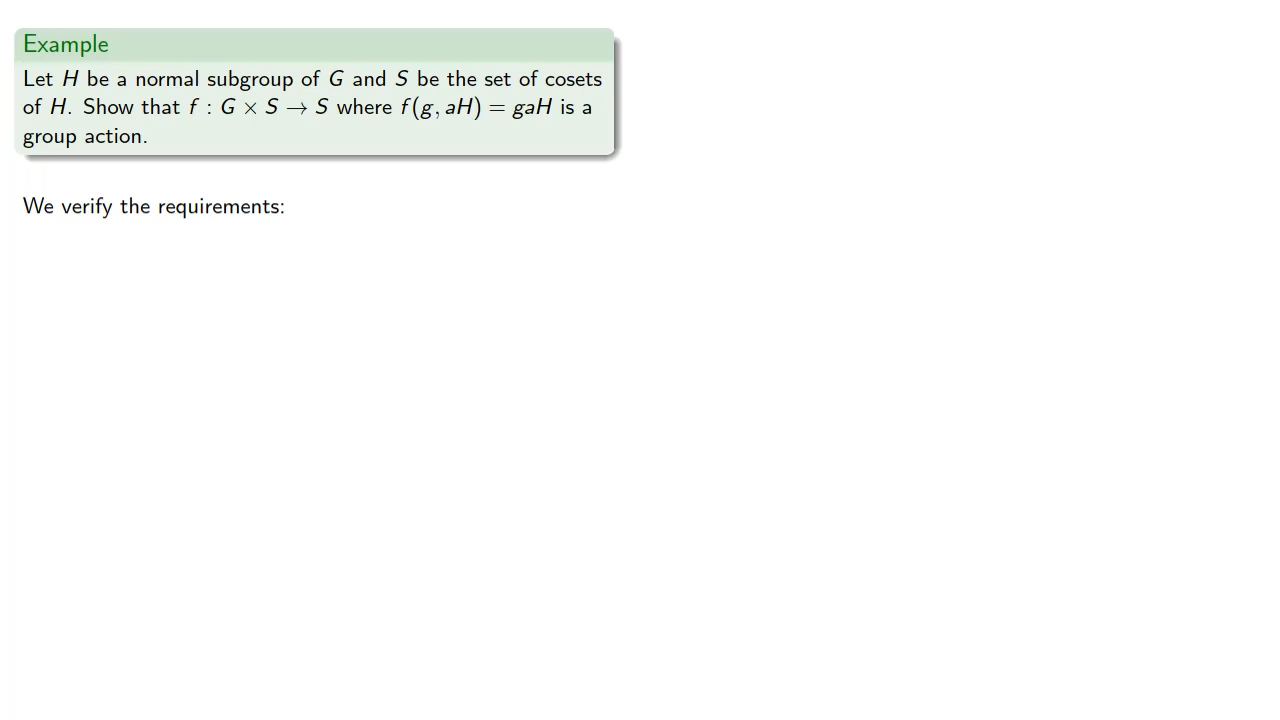 Example
Let H be a normal subgroup of G and S be the set of cosets
of H. Show that f : G × S → S where f(g, aH) = gaH is a
group action.
We verify the requirements: